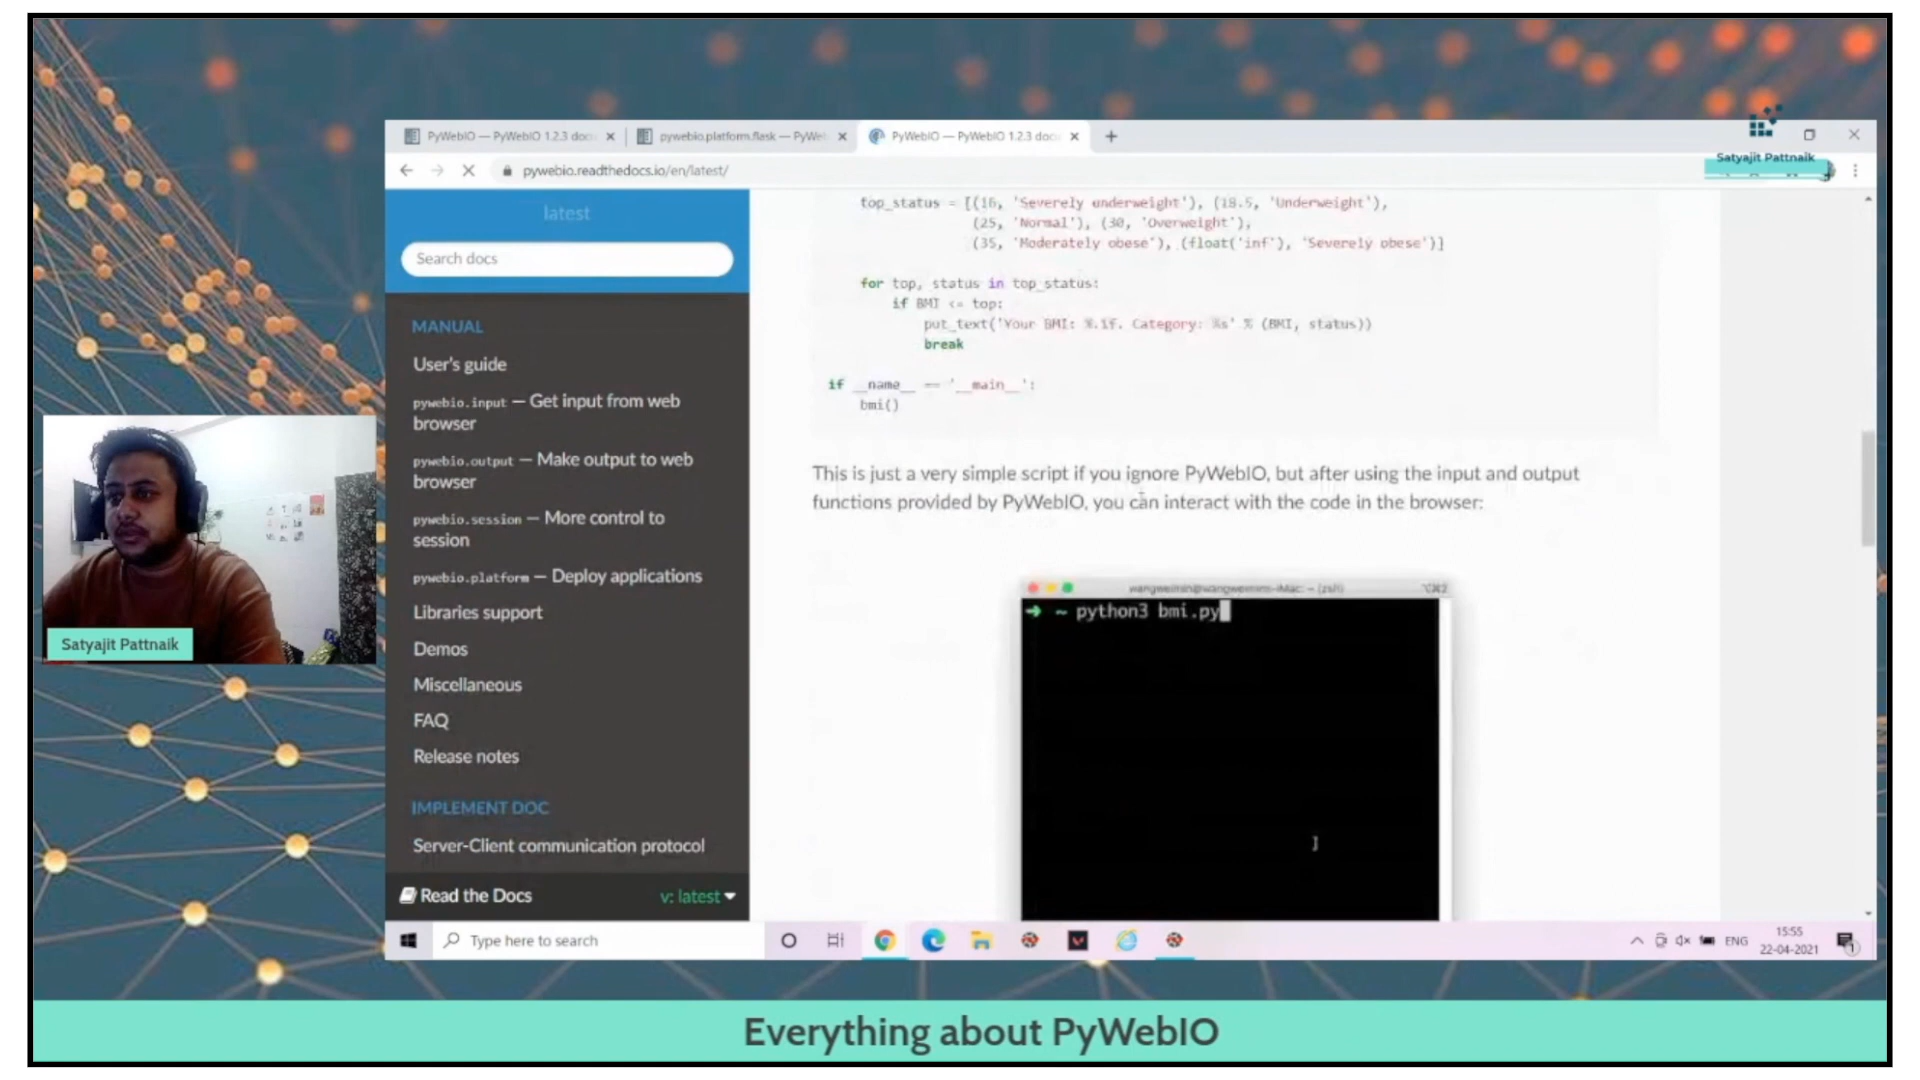 PyWebIO — PyWebIO 1.2.3 doc
pywebio.platform.flask — PyWe
PyWebIO — PyWebIO 1.2.3 doc
Satyajit Pattnaik
pywebio.readthedocs.io/en/latest/
latest
Search docs
MANUAL
User's guide
pywebio.input — Get input from web
browser
pywebio.output — Make output to web
browser
pywebio.session — More control to
session
pywebio.platform — Deploy applications
Libraries support
Demos
Miscellaneous
FAQ
Release notes
IMPLEMENT DOC
Server-Client communication protocol
Read the Docs
v: latest
top_status = [(16, 'Severely underweight'), (18.5, 'Underweight'),
(25, 'Normal'), (30, 'Overweight'),
(35, 'Moderately obese'), (float('inf'), 'Severely obese')]
for top, status in top_status:
if BMI <= top:
put_text('Your BMI: %.1f. Category: %s' % (BMI, status))
break
if __name__ == '__main__':
bmi()
This is just a very simple script if you ignore PyWebIO, but after using the input and output
functions provided by PyWebIO, you can interact with the code in the browser:
~ python3 bmi.py
Satyajit Pattnaik
Type here to search
ENG
15:55
22-04-2021
Everything about PyWebIO